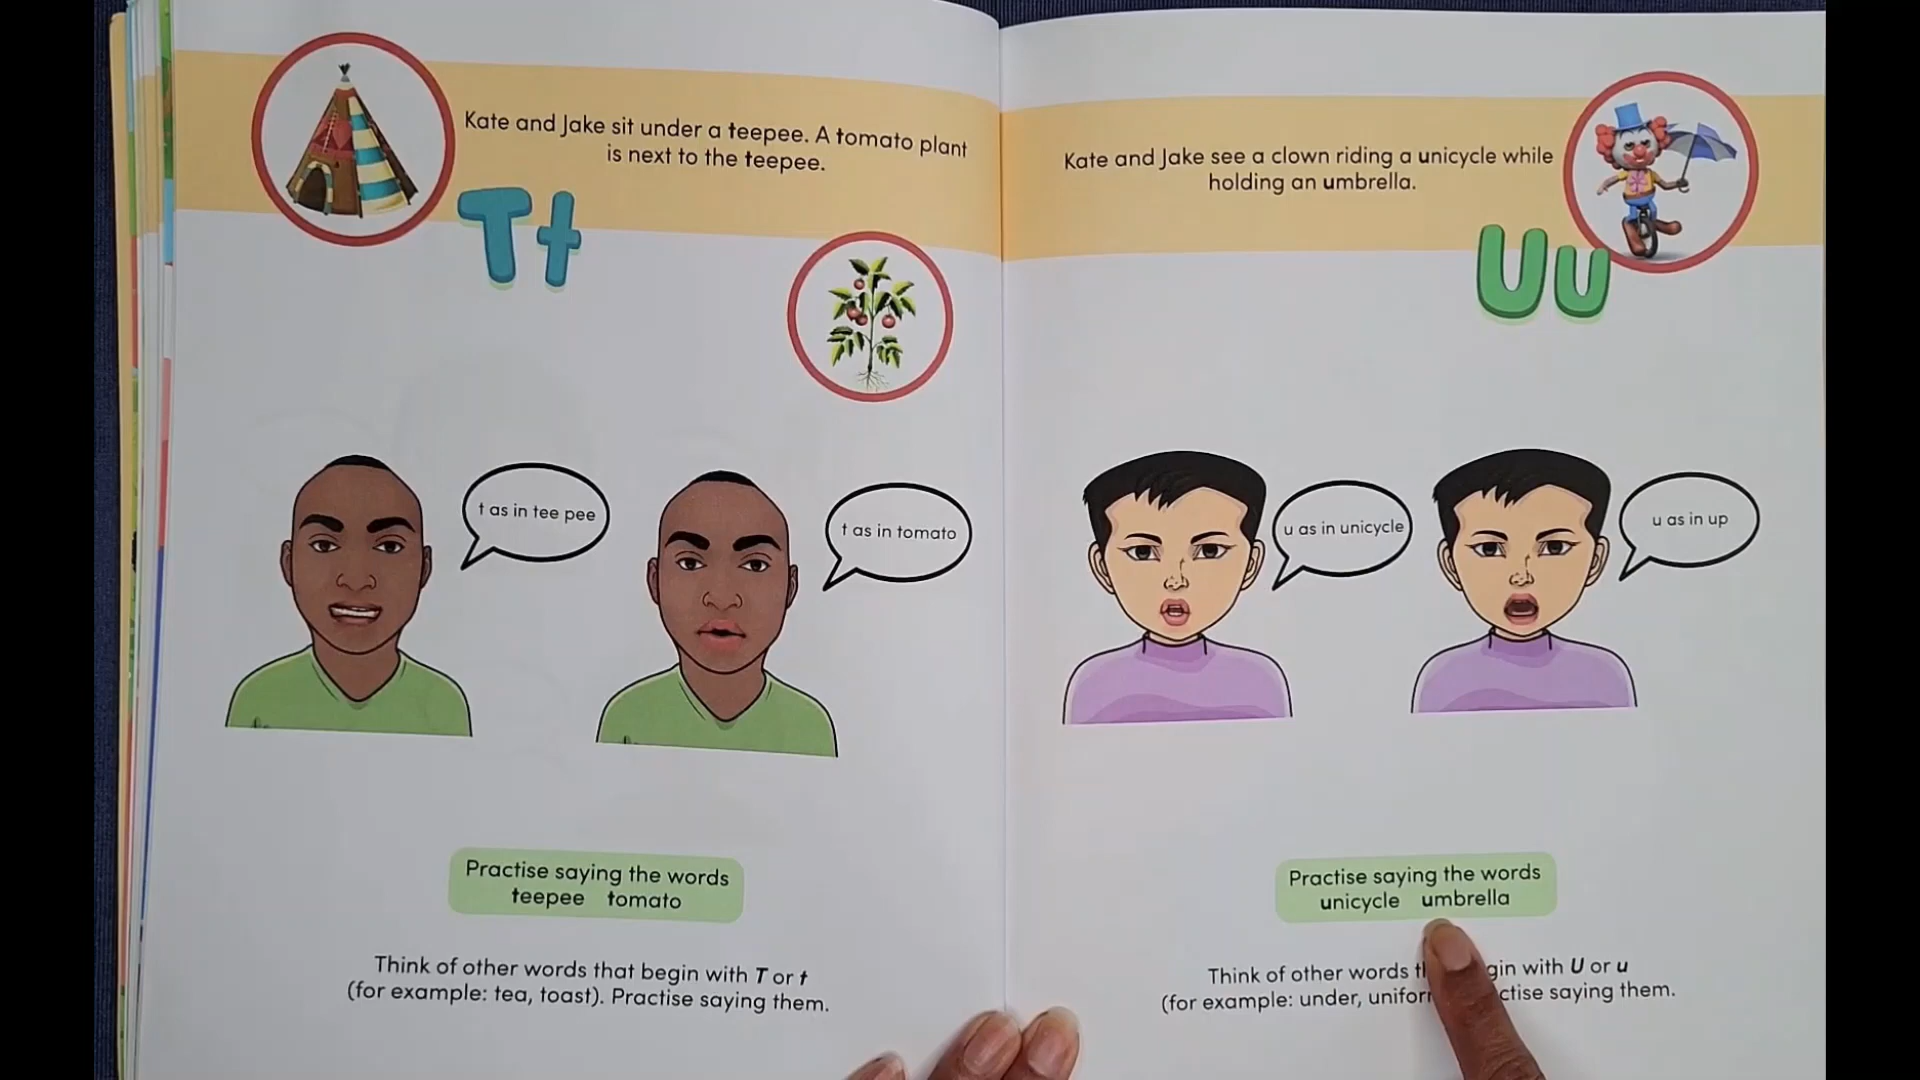 Kate and Jake sit under a teepee. A tomato plant
is next to the teepee.
Tt
t as in tee pee
t as in tomato
Practise saying the words
teepee tomato
Think of other words that begin with T or t
(for example: tea, toast). Practise saying them.
Kate and Jake see a clown riding a unicycle while
holding an umbrella.
Uu
u as in unicycle
u as in up
Practise saying the words
unicycle umbrella
Think of other words with U or u
(for example: under, saying them.